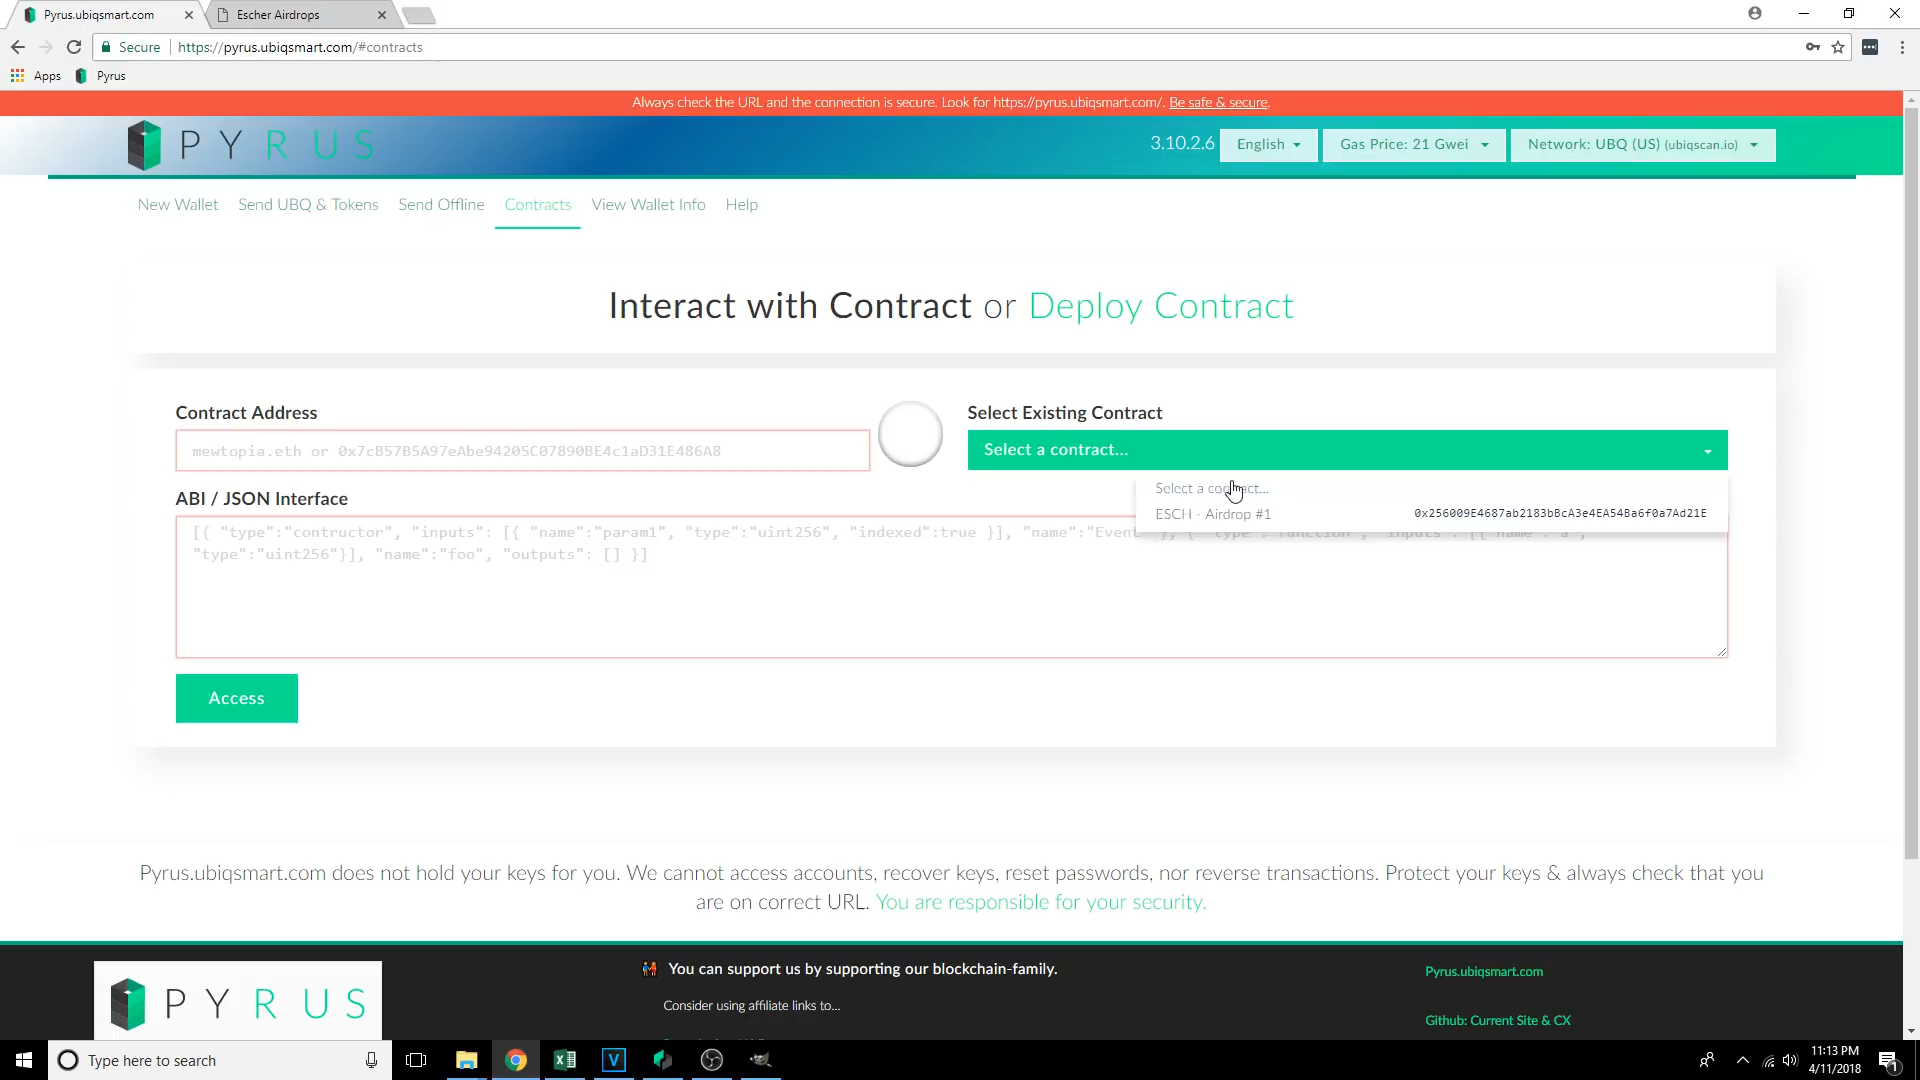 Pyrus.ubiqsmart.com
Escher Airdrops
Secure
https://pyrus.ubiqsmart.com/#contracts
Apps
Pyrus
Always check the URL and the connection is secure. Look for https://pyrus.ubiqsmart.com/. Be safe & secure.
PYRUS
3.10.2.6
English
Gas Price: 21 Gwei
Network: UBQ (US) (ubiqscan.io)
New Wallet
Send UBQ & Tokens
Send Offline
Contracts
View Wallet Info
Help
Interact with Contract or Deploy Contract
Contract Address
Select Existing Contract
mewtopia.eth or 0x7cB57B5A97eAbe94205C07890BE4c1aD31E486A8
Select a contract...
Select a contract...
ESCH - Airdrop #1
0x256009E4687ab2183bBcA3e4EA54Ba6f0a7Ad21E
ABI / JSON Interface
[{ "type":"contructor", "inputs": [{ "name":"param1", "type":"uint256", "indexed":true }], "name":"Event" }, { "type":"function", "inputs": [{"name":"a",
"type":"uint256"}], "name":"foo", "outputs": [] }]
Access
Pyrus.ubiqsmart.com does not hold your keys for you. We cannot access accounts, recover keys, reset passwords, nor reverse transactions. Protect your keys & always check that you
are on correct URL. You are responsible for your security.
PYRUS
You can support us by supporting our blockchain-family.
Consider using affiliate links to...
Pyrus.ubiqsmart.com
Github: Current Site & CX
Type here to search
11:13 PM
4/11/2018
1